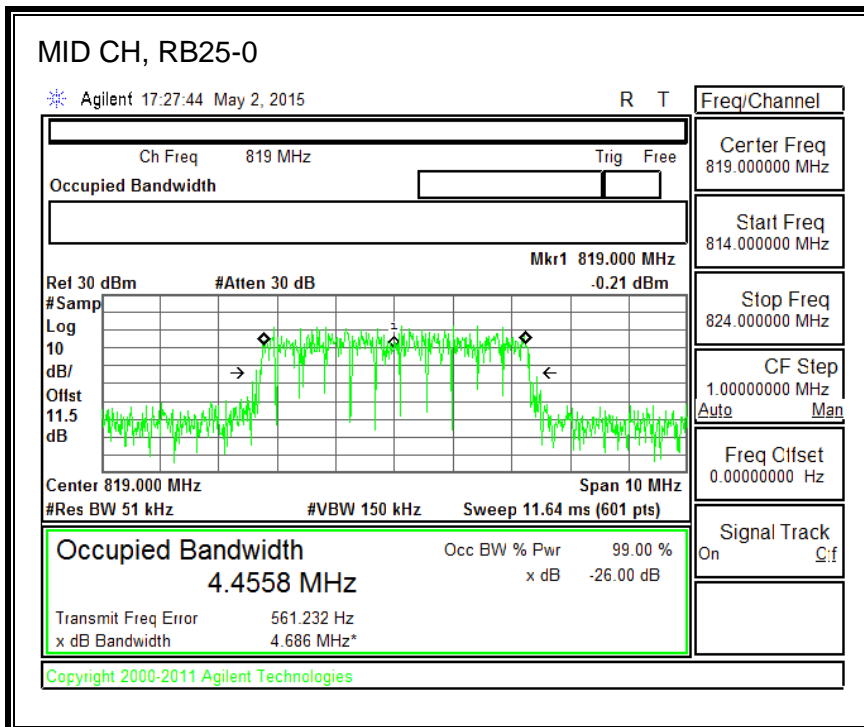 MID CH, RB25-0
Agilent 17:27:44 May 2, 2015 R T
Ch Freq 819 MHz Trig Free
Occupied Bandwidth
Mkr1 819.000 MHz
Ref 30 dBm #Atten 30 dB -0.21 dBm
#Samp
Log
10
dB/
Offst
11.5
dB
1
Center 819.000 MHz Span 10 MHz
#Res BW 51 kHz #VBW 150 kHz Sweep 11.64 ms (601 pts)
Occupied Bandwidth Occ BW % Pwr 99.00 %
4.4558 MHz x dB -26.00 dB
Transmit Freq Error 561.232 Hz
x dB Bandwidth 4.686 MHz*
Copyright 2000-2011 Agilent Technologies
Freq/Channel
Center Freq
819.000000 MHz
Start Freq
814.000000 MHz
Stop Freq
824.000000 MHz
CF Step
1.00000000 MHz
Auto Man
Freq Offset
0.00000000 Hz
Signal Track
On Off